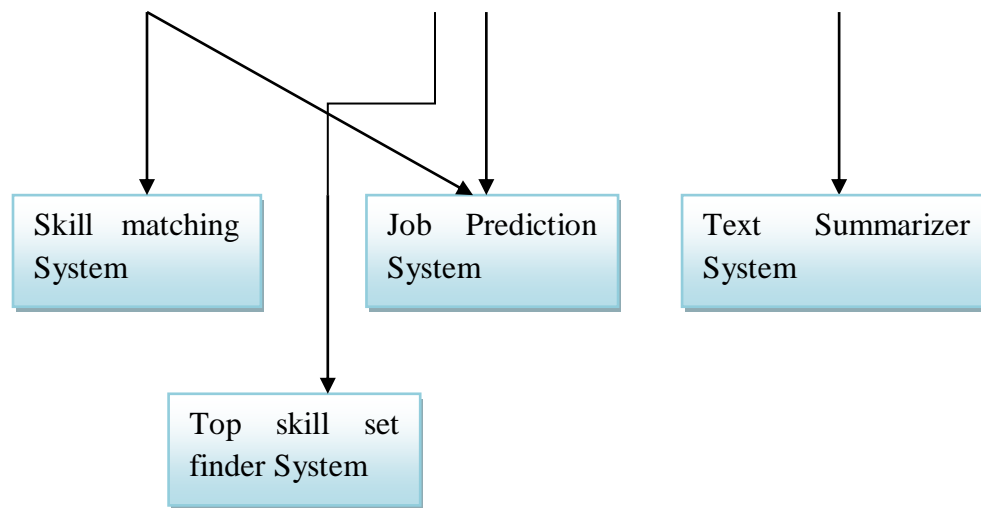 Skill matching
System
Job Prediction
System
Text Summarizer
System
Top skill set
finder System